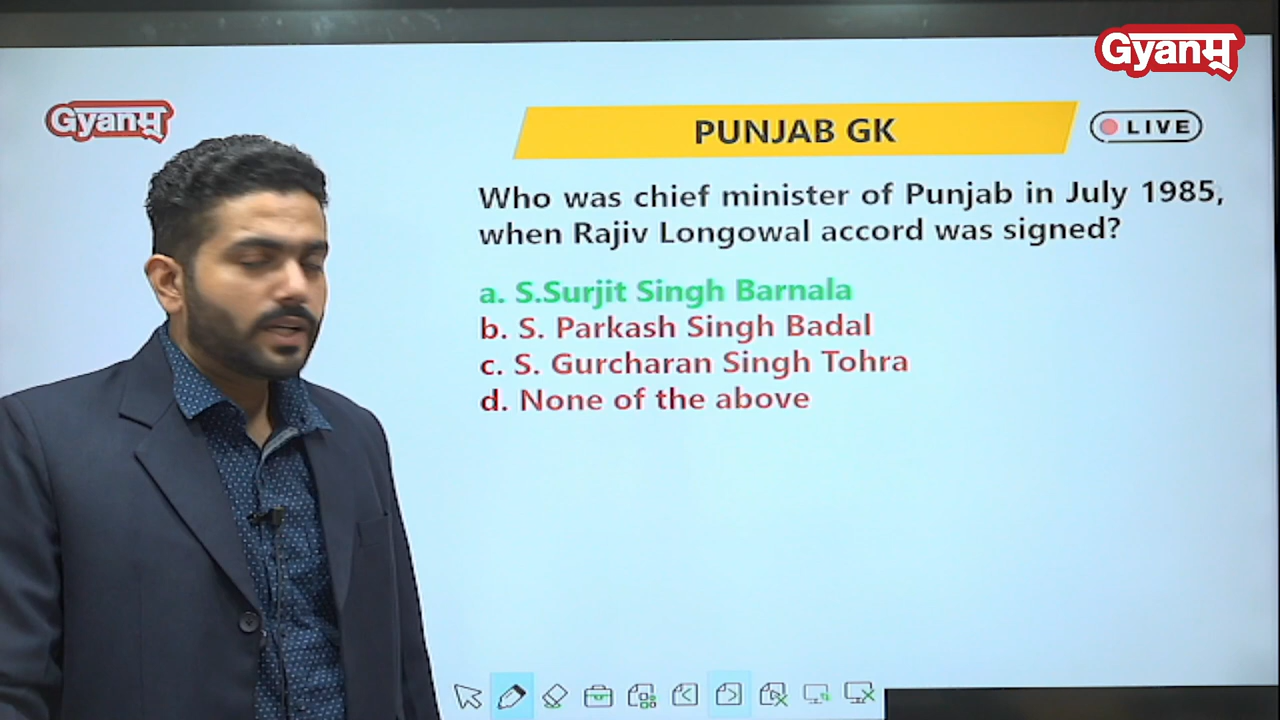 Gyanम्
Gyanम्
PUNJAB GK
LIVE
Who was chief minister of Punjab in July 1985,
when Rajiv Longowal accord was signed?
a. S.Surjit Singh Barnala
b. S. Parkash Singh Badal
c. S. Gurcharan Singh Tohra
d. None of the above